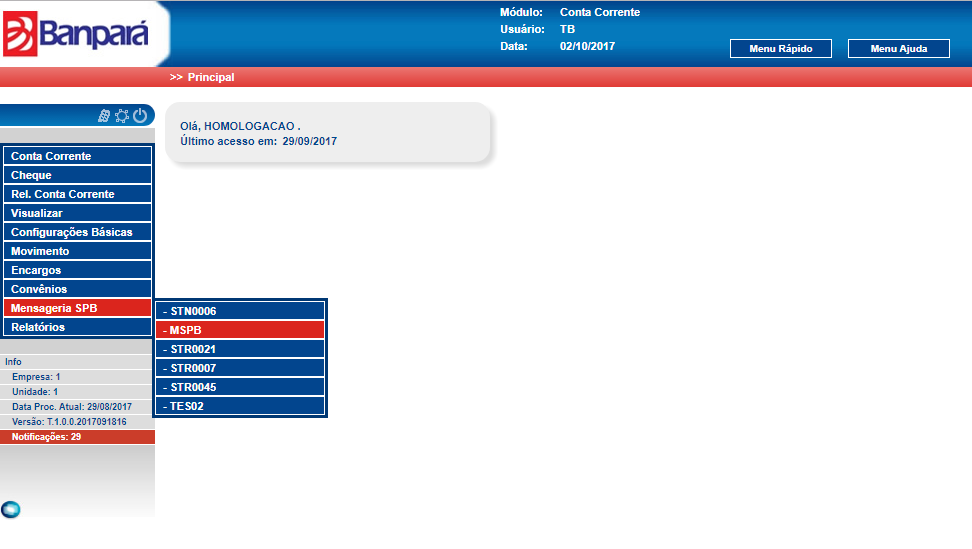 Banpará
Módulo: Conta Corrente
Usuário: TB
Data: 02/10/2017
Menu Rápido
Menu Ajuda
>> Principal
Olá, HOMOLOGACAO .
Último acesso em: 29/09/2017
Conta Corrente
Cheque
Rel. Conta Corrente
Visualizar
Configurações Básicas
Movimento
Encargos
Convênios
Mensageria SPB
Relatórios
- STN0006
- MSPB
- STR0021
- STR0007
- STR0045
- TES02
Info
Empresa: 1
Unidade: 1
Data Proc. Atual: 29/08/2017
Versão: T.1.0.0.2017091816
Notificações: 29